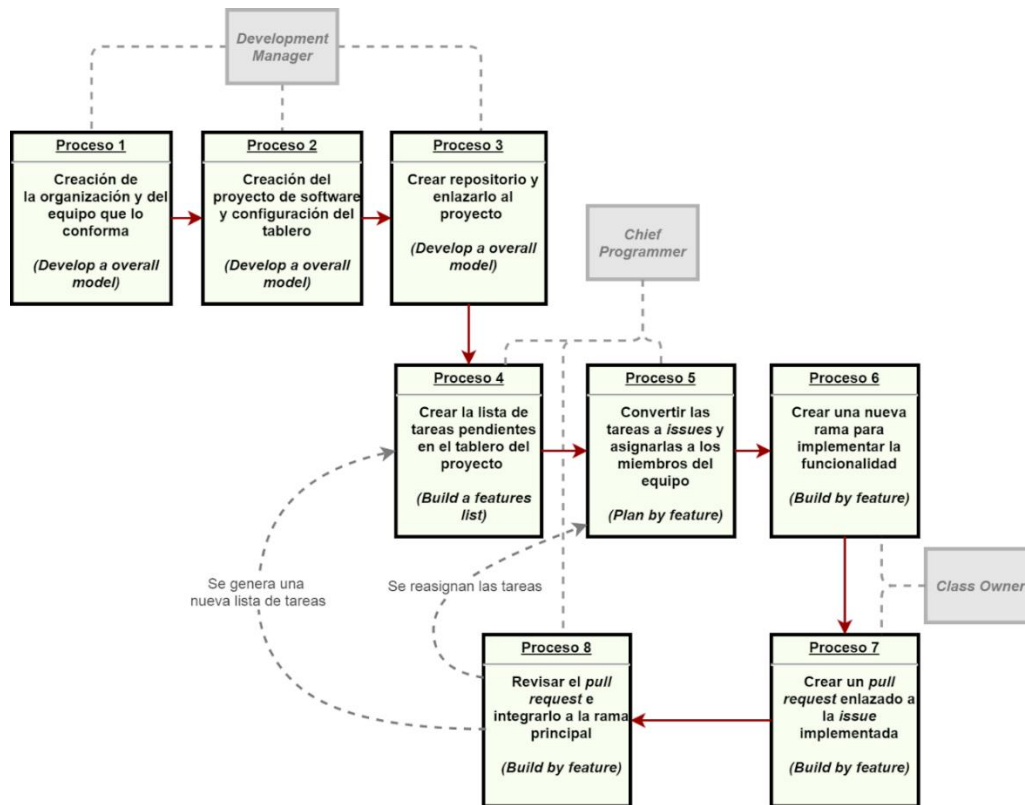 Development
Manager
Proceso 1
Creación de
la organización y del
equipo que lo
conforma
(Develop a overall
model)
Proceso 2
Creación del
proyecto de software
y configuración del
tablero
(Develop a overall
model)
Proceso 3
Crear repositorio y
enlazarlo al
proyecto
(Develop a overall
model)
Chief
Programmer
Proceso 4
Crear la lista de
tareas pendientes
en el tablero del
proyecto
(Build a features
list)
Proceso 5
Convertir las
tareas a issues y
asignarlas a los
miembros del
equipo
(Plan by feature)
Proceso 6
Crear una nueva
rama para
implementar la
funcionalidad
(Build by feature)
Se genera una
nueva lista de tareas
Se reasignan las tareas
Class Owner
Proceso 8
Revisar el pull
request e
integrarlo a la rama
principal
(Build by feature)
Proceso 7
Crear un pull
request enlazado a
la issue
implementada
(Build by feature)